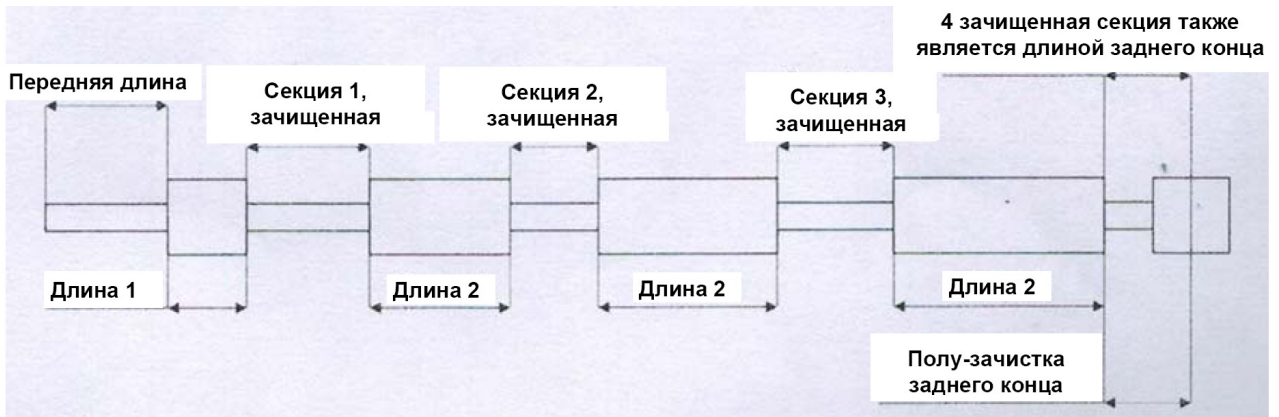 4 зачищенная секция также
является длиной заднего конца
Передняя длина
Секция 1,
зачищенная
Секция 2,
зачищенная
Секция 3,
зачищенная
Длина 1
Длина 2
Длина 2
Длина 2
Полу-зачистка
заднего конца